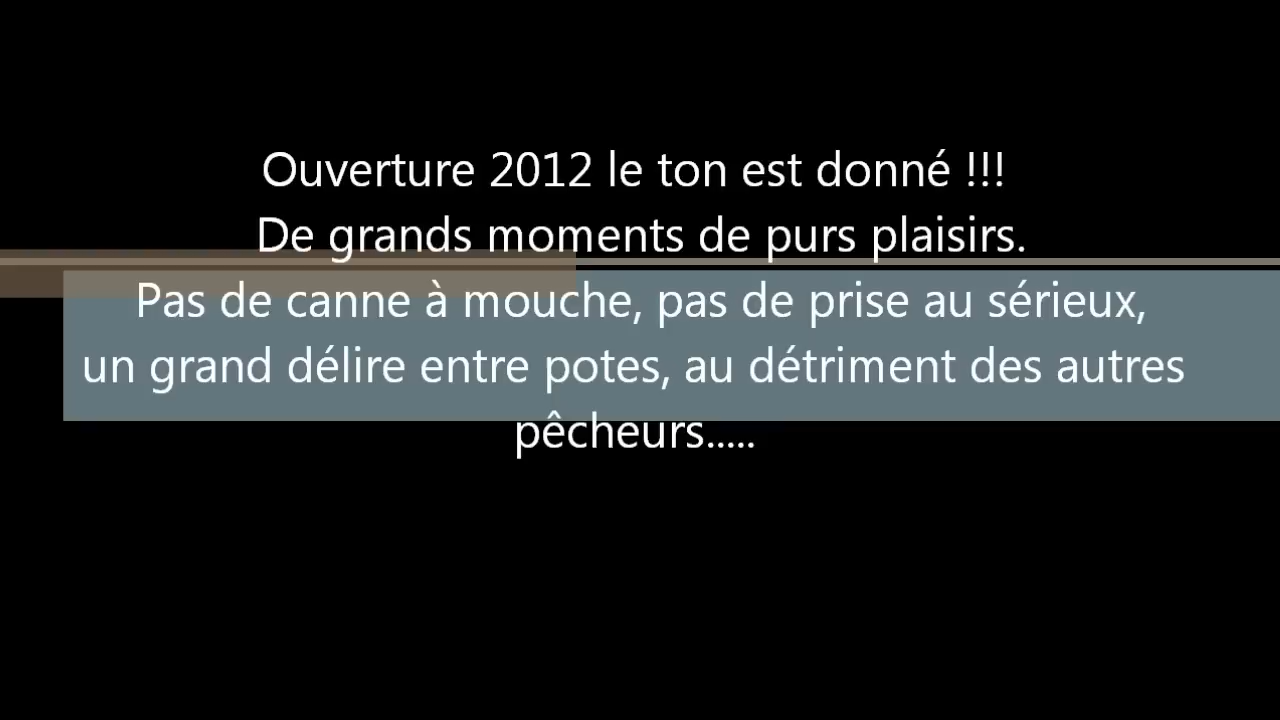 Ouverture 2012 le ton est donné !!!
De grands moments de purs plaisirs.
Pas de canne à mouche, pas de prise au sérieux,
un grand délire entre potes, au détriment des autres
pêcheurs.....